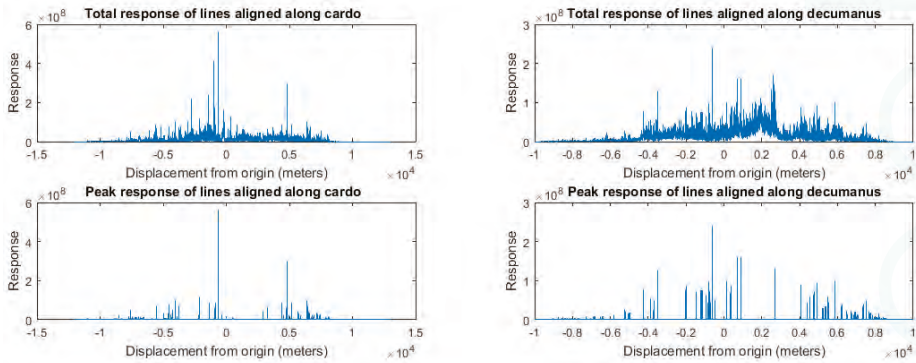 Total response of lines aligned along cardo
×10^8
6
4
2
0
Response
-1.5 -1 -0.5 0 0.5 1 1.5
Displacement from origin (meters)
×10^4
Total response of lines aligned along decumanus
×10^8
3
2
1
0
Response
-1 -0.8 -0.6 -0.4 -0.2 0 0.2 0.4 0.6 0.8 1
Displacement from origin (meters)
×10^4
Peak response of lines aligned along cardo
×10^8
6
4
2
0
Response
-1.5 -1 -0.5 0 0.5 1 1.5
Displacement from origin (meters)
×10^4
Peak response of lines aligned along decumanus
×10^8
3
2
1
0
Response
-1 -0.8 -0.6 -0.4 -0.2 0 0.2 0.4 0.6 0.8 1
Displacement from origin (meters)
×10^4